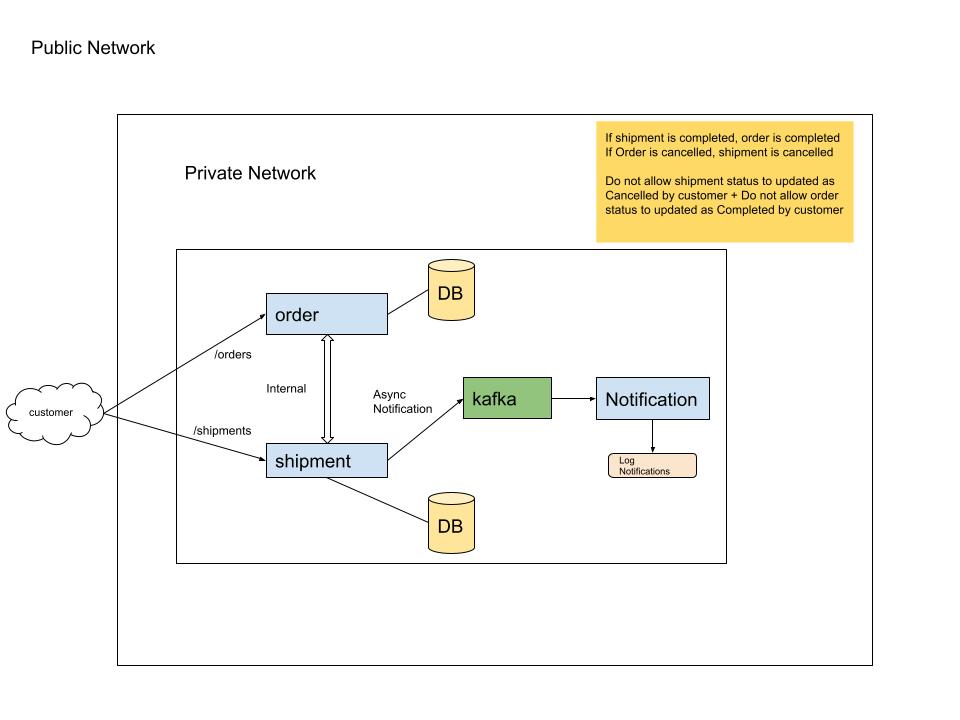 Public Network
If shipment is completed, order is completed
If Order is cancelled, shipment is cancelled
Do not allow shipment status to updated as
Cancelled by customer + Do not allow order
status to updated as Completed by customer
Private Network
DB
order
/orders
Internal
Async
Notification
kafka
Notification
customer
/shipments
shipment
Log
Notifications
DB